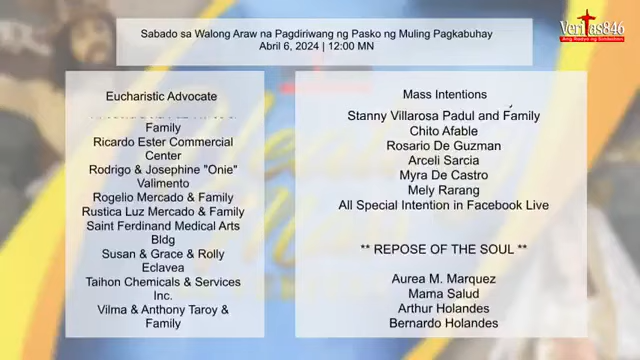 Sabado sa Walong Araw na Pagdiriwang ng Pasko ng Muling Pagkabuhay
Abril 6, 2024 | 12:00 MN
Veritas846
Ang Radyo ng Simbahan
Eucharistic Advocate
Family
Ricardo Ester Commercial
Center
Rodrigo & Josephine "Onie"
Valimento
Rogelio Mercado & Family
Rustica Luz Mercado & Family
Saint Ferdinand Medical Arts
Bldg
Susan & Grace & Rolly
Eclavea
Taihon Chemicals & Services
Inc.
Vilma & Anthony Taroy &
Family
Mass Intentions
Stanny Villarosa Padul and Family
Chito Afable
Rosario De Guzman
Arceli Sarcia
Myra De Castro
Mely Rarang
All Special Intention in Facebook Live
** REPOSE OF THE SOUL **
Aurea M. Marquez
Mama Salud
Arthur Holandes
Bernardo Holandes